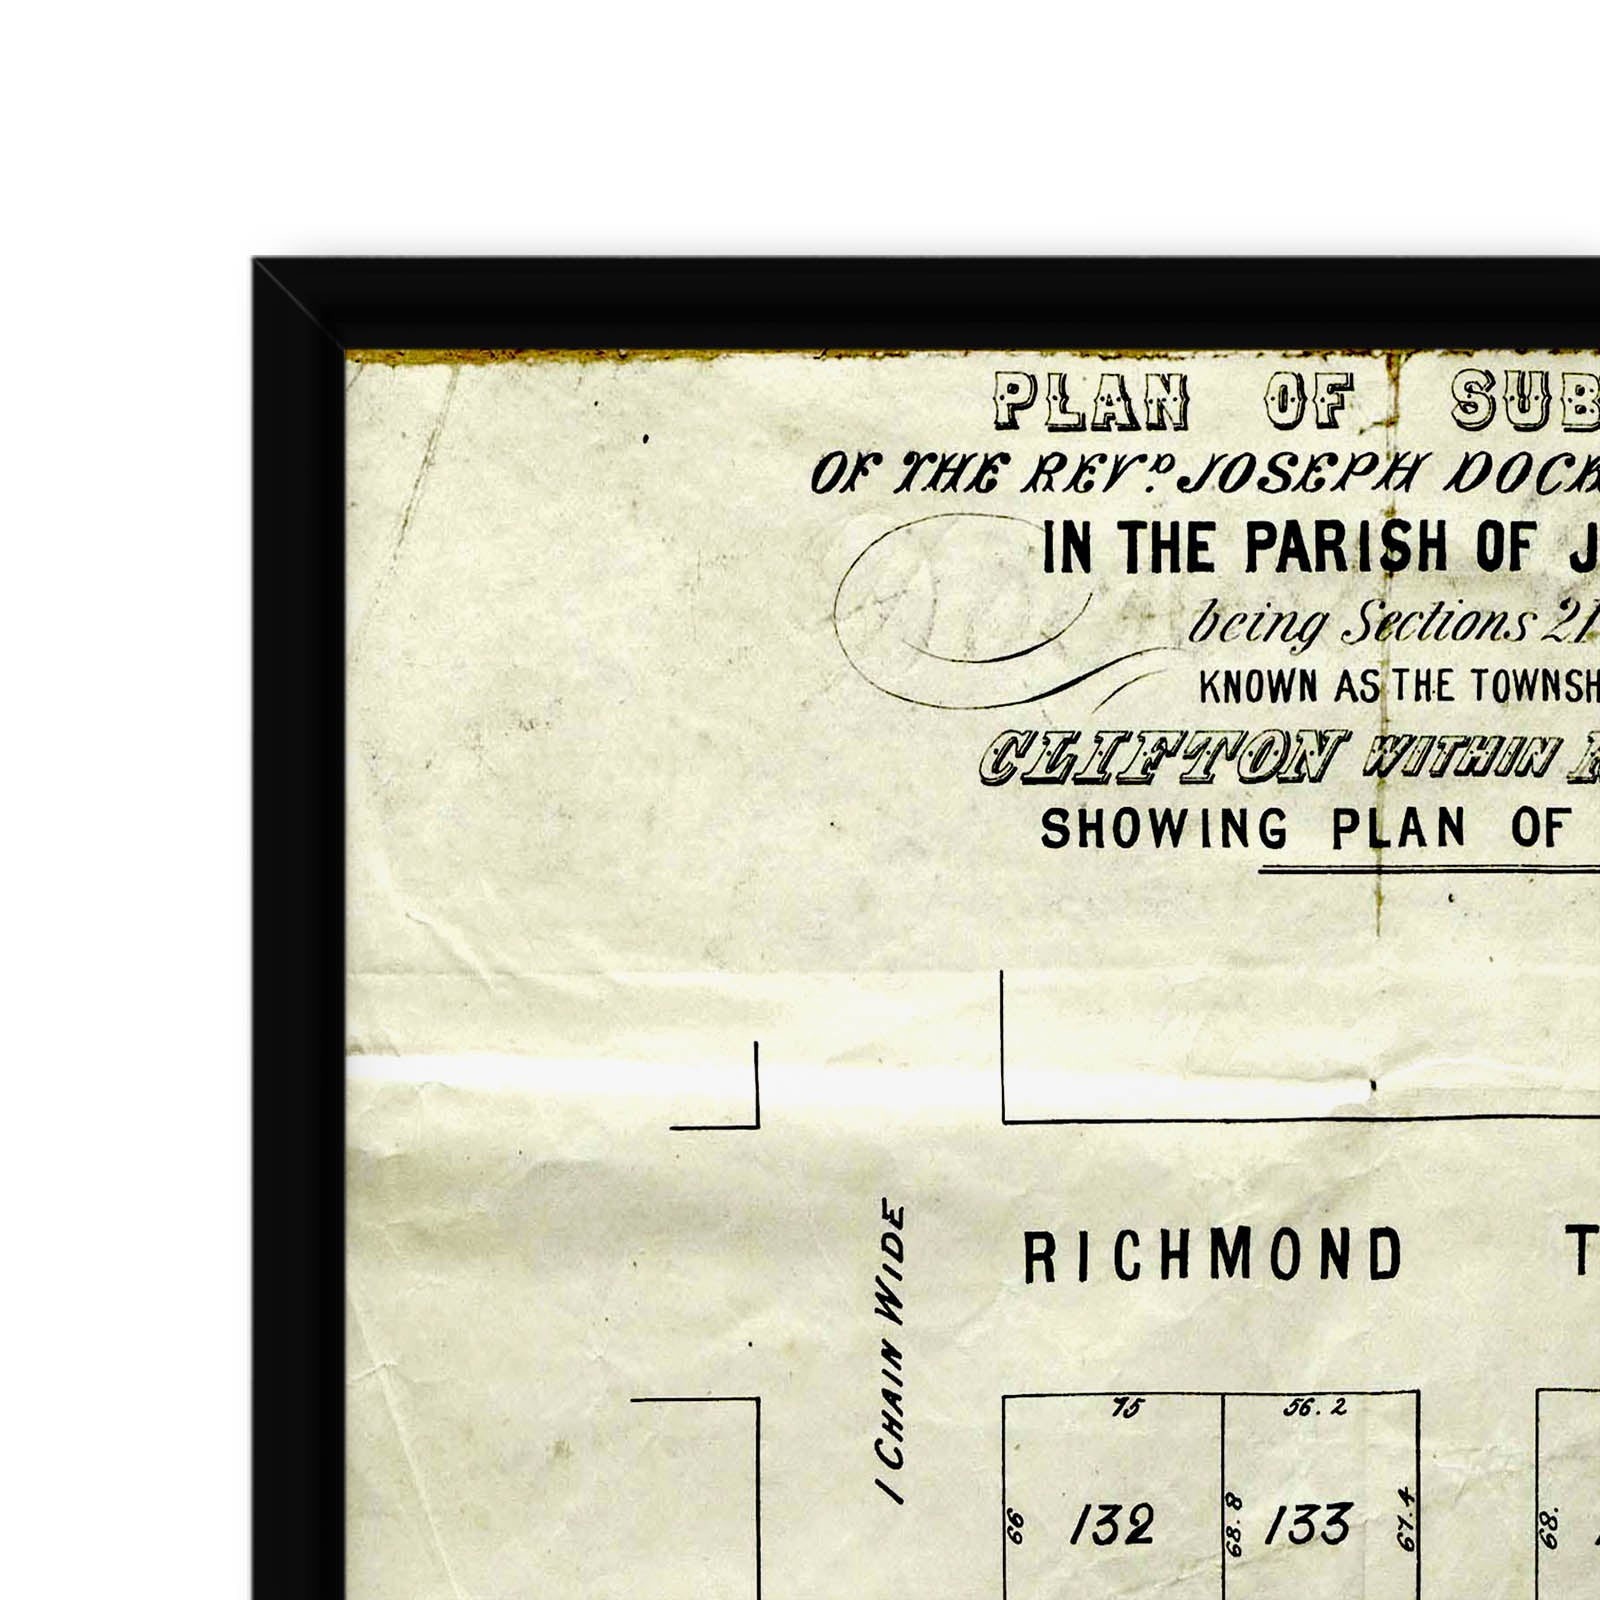 PLAN OF SUB
OF THE REVD. JOSEPH DOCK
IN THE PARISH OF J
being Sections 21
KNOWN AS THE TOWNSH
CLIFTON WITHIN
SHOWING PLAN OF
1 CHAIN WIDE
RICHMOND T
75 56.2
66 132 68.8 133 67.4 68.